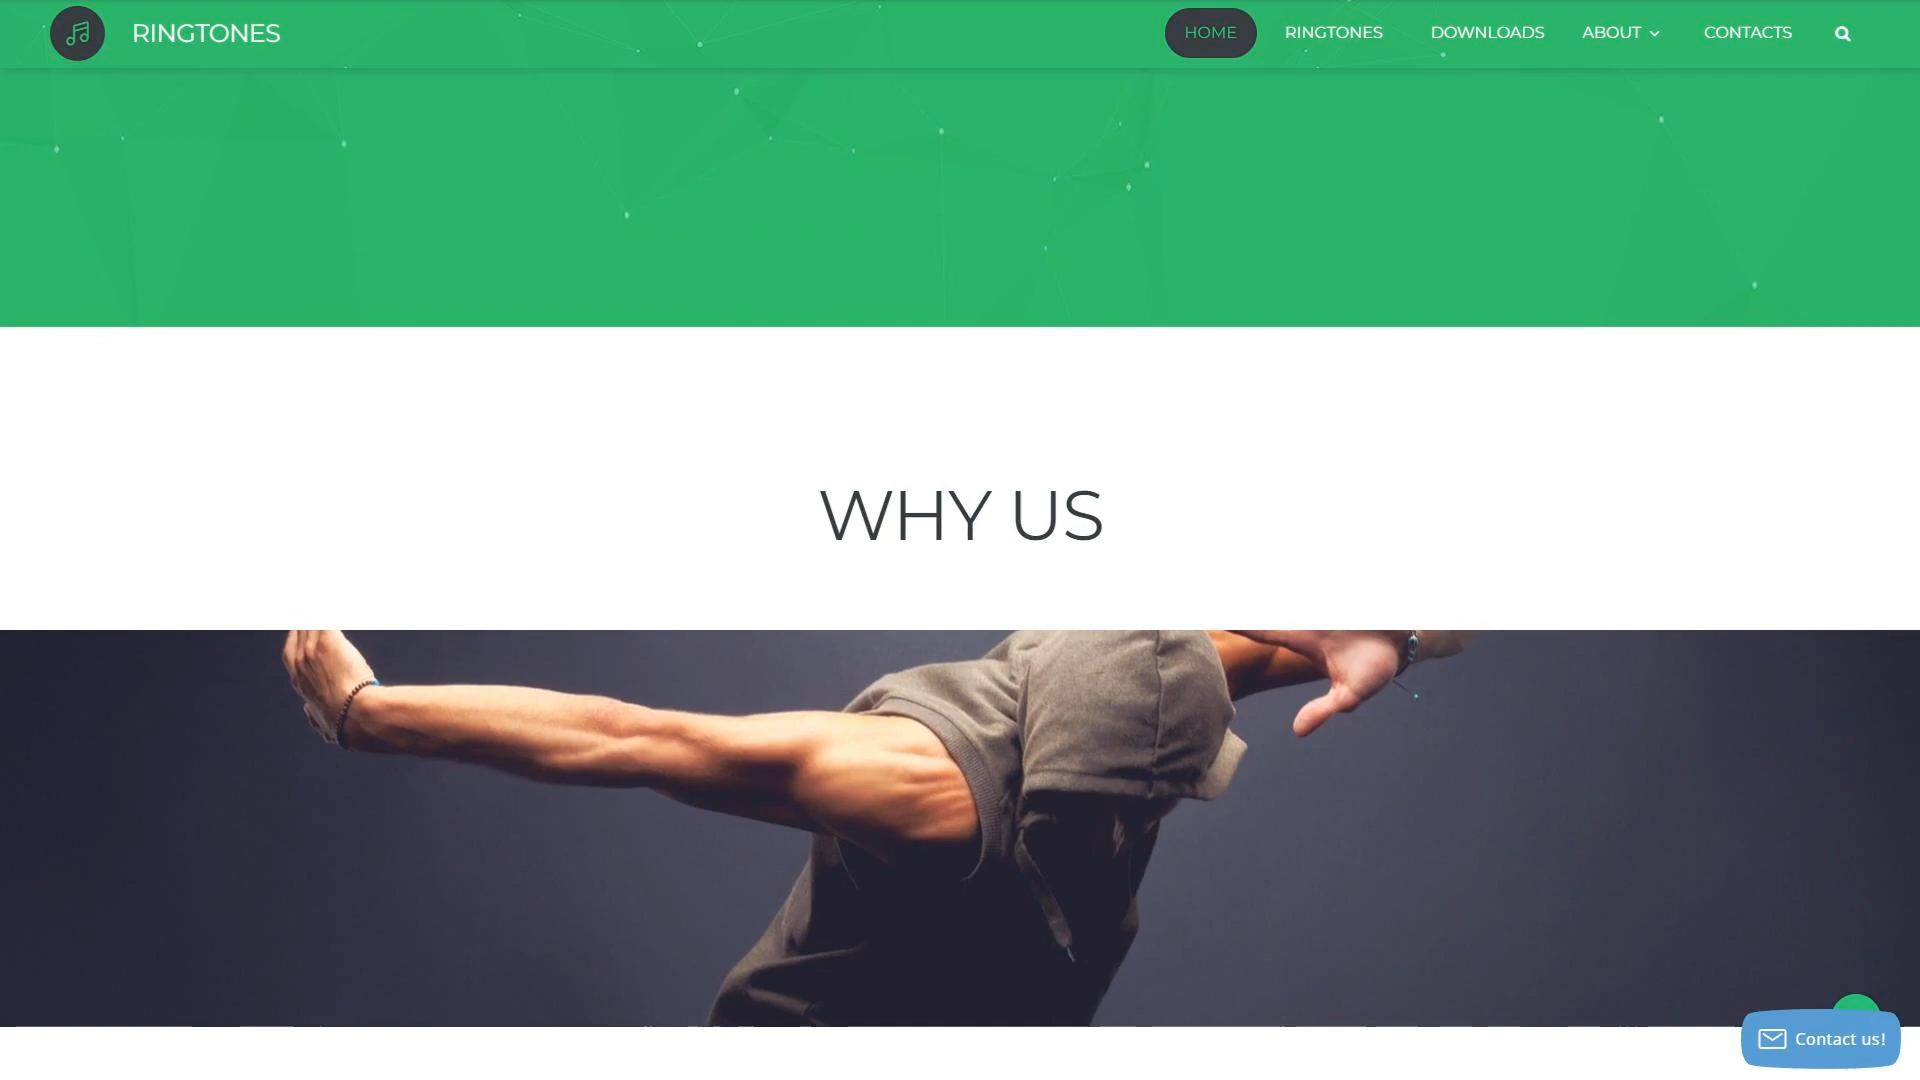 RINGTONES
HOME
RINGTONES
DOWNLOADS
ABOUT
CONTACTS
WHY US
Contact us!